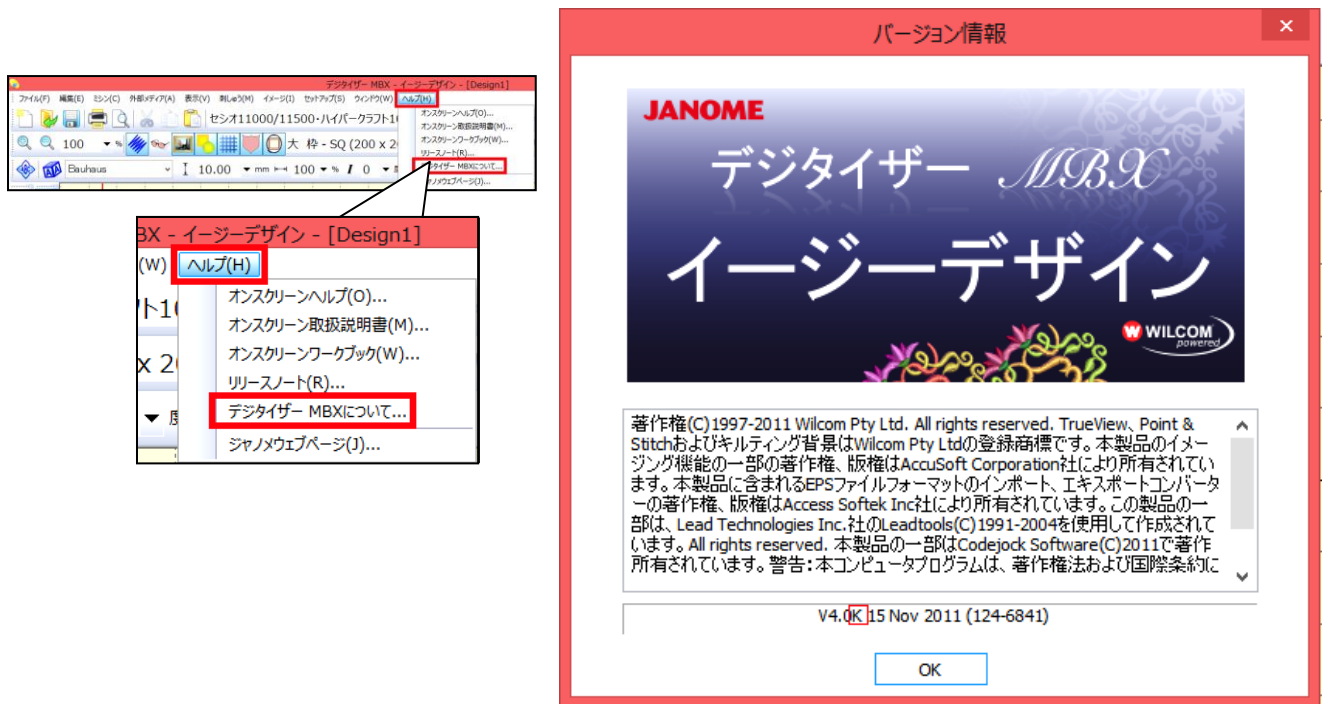 デジタイザー MBX - イージーデザイン - [Design1]
ファイル(F) 編集(E) ミシン(C) 外部メディア(A) 表示(V) 刺しゅう(M) イメージ(I) セットアップ(S) ウィンドウ(W) ヘルプ(H)
セシオ11000/11500・ハイパークラフト1
100 %
大 枠 - SQ (200 x 2
Bauhaus 10.00 mm 100 % I 0
オンスクリーンヘルプ(O)...
オンスクリーン取扱説明書(M)...
オンスクリーンワークブック(W)...
リリースノート(R)...
タイザー MBXについて...
ジャノメウェブページ(J)...
BX - イージーデザイン - [Design1]
(W) ヘルプ(H)
ト1
x 2
オンスクリーンヘルプ(O)...
オンスクリーン取扱説明書(M)...
オンスクリーンワークブック(W)...
リリースノート(R)...
デジタイザー MBXについて...
ジャノメウェブページ(J)...
バージョン情報
JANOME
デジタイザー MBX
イージーデザイン
WILCOM
powered
著作権(C)1997-2011 Wilcom Pty Ltd. All rights reserved. TrueView、Point &
Stitchおよびキルティング背景はWilcom Pty Ltdの登録商標です。本製品のイメー
ジング機能の一部の著作権、版権はAccuSoft Corporation社により所有されてい
ます。本製品に含まれるEPSファイルフォーマットのインポート、エキスポートコンバータ
ーの著作権、版権はAccess Softek Inc社により所有されています。この製品の一
部は、Lead Technologies Inc.社のLeadtools(C)1991-2004を使用して作成されて
います。All rights reserved. 本製品の一部はCodejock Software(C)2011で著作
所有されています。警告：本コンピュータプログラムは、著作権法および国際条約に
V4.0K 15 Nov 2011 (124-6841)
OK